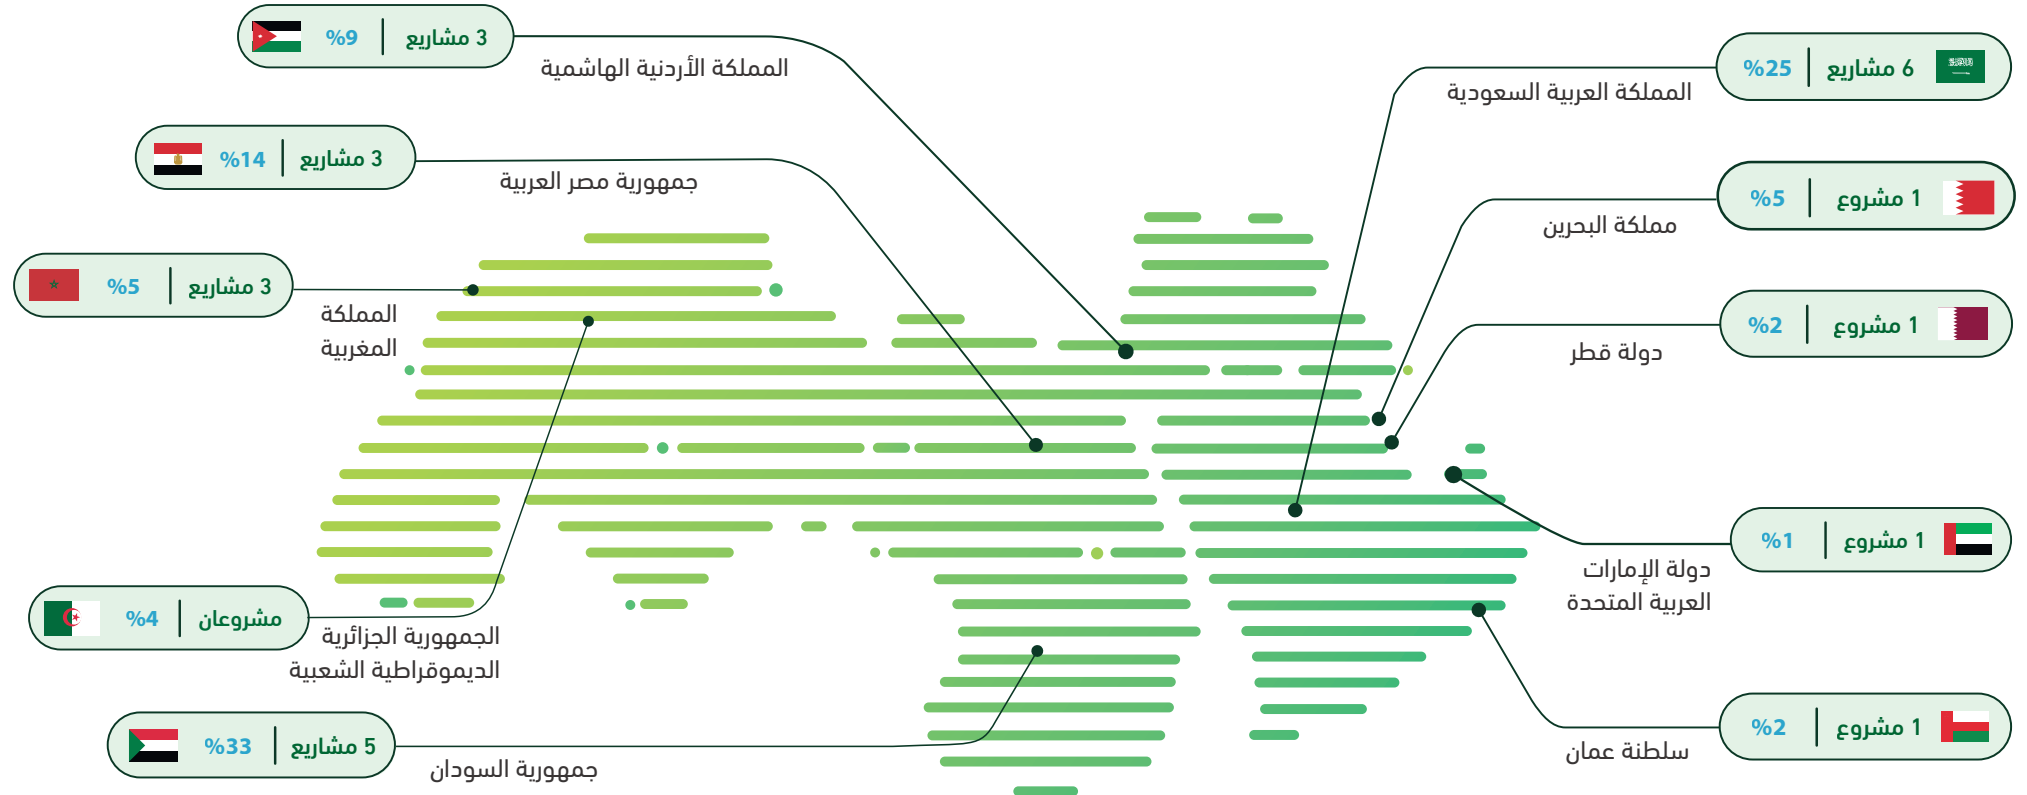 6 مشاريع %25
المملكة العربية السعودية
1 مشروع %5
مملكة البحرين
1 مشروع %2
دولة قطر
1 مشروع %1
دولة الإمارات
العربية المتحدة
1 مشروع %2
سلطنة عمان
3 مشاريع %9
المملكة الأردنية الهاشمية
3 مشاريع %14
جمهورية مصر العربية
3 مشاريع %5
المملكة
المغربية
مشروعان %4
الجمهورية الجزائرية
الديموقراطية الشعبية
5 مشاريع %33
جمهورية السودان